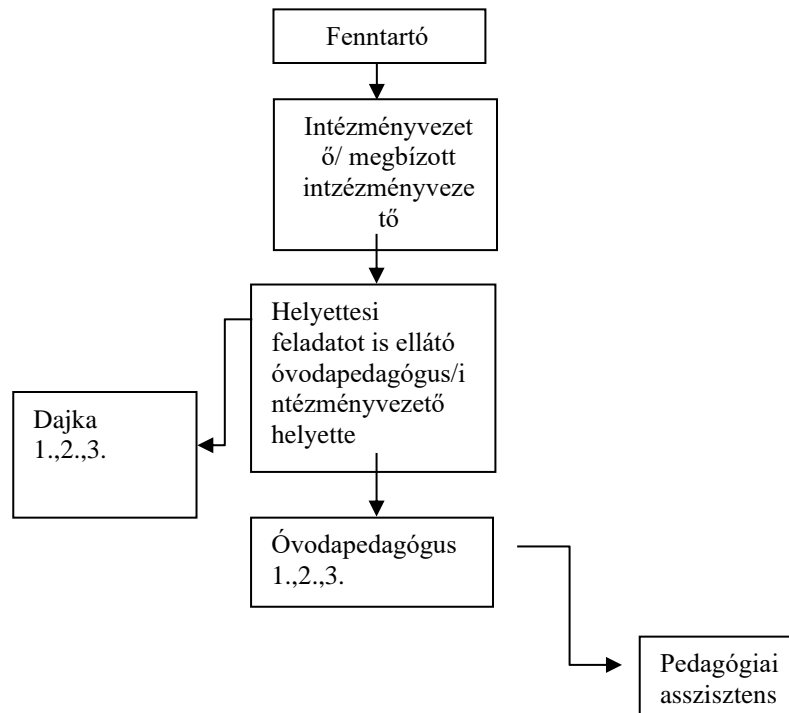 Fenntartó
Intézményvezet
ő/ megbízott
intzézményveze
tő
Helyettesi
feladatot is ellátó
óvodapedagógus/i
ntézményvezető
helyette
Dajka
1.,2.,3.
Óvodapedagógus
1.,2.,3.
Pedagógiai
asszisztens